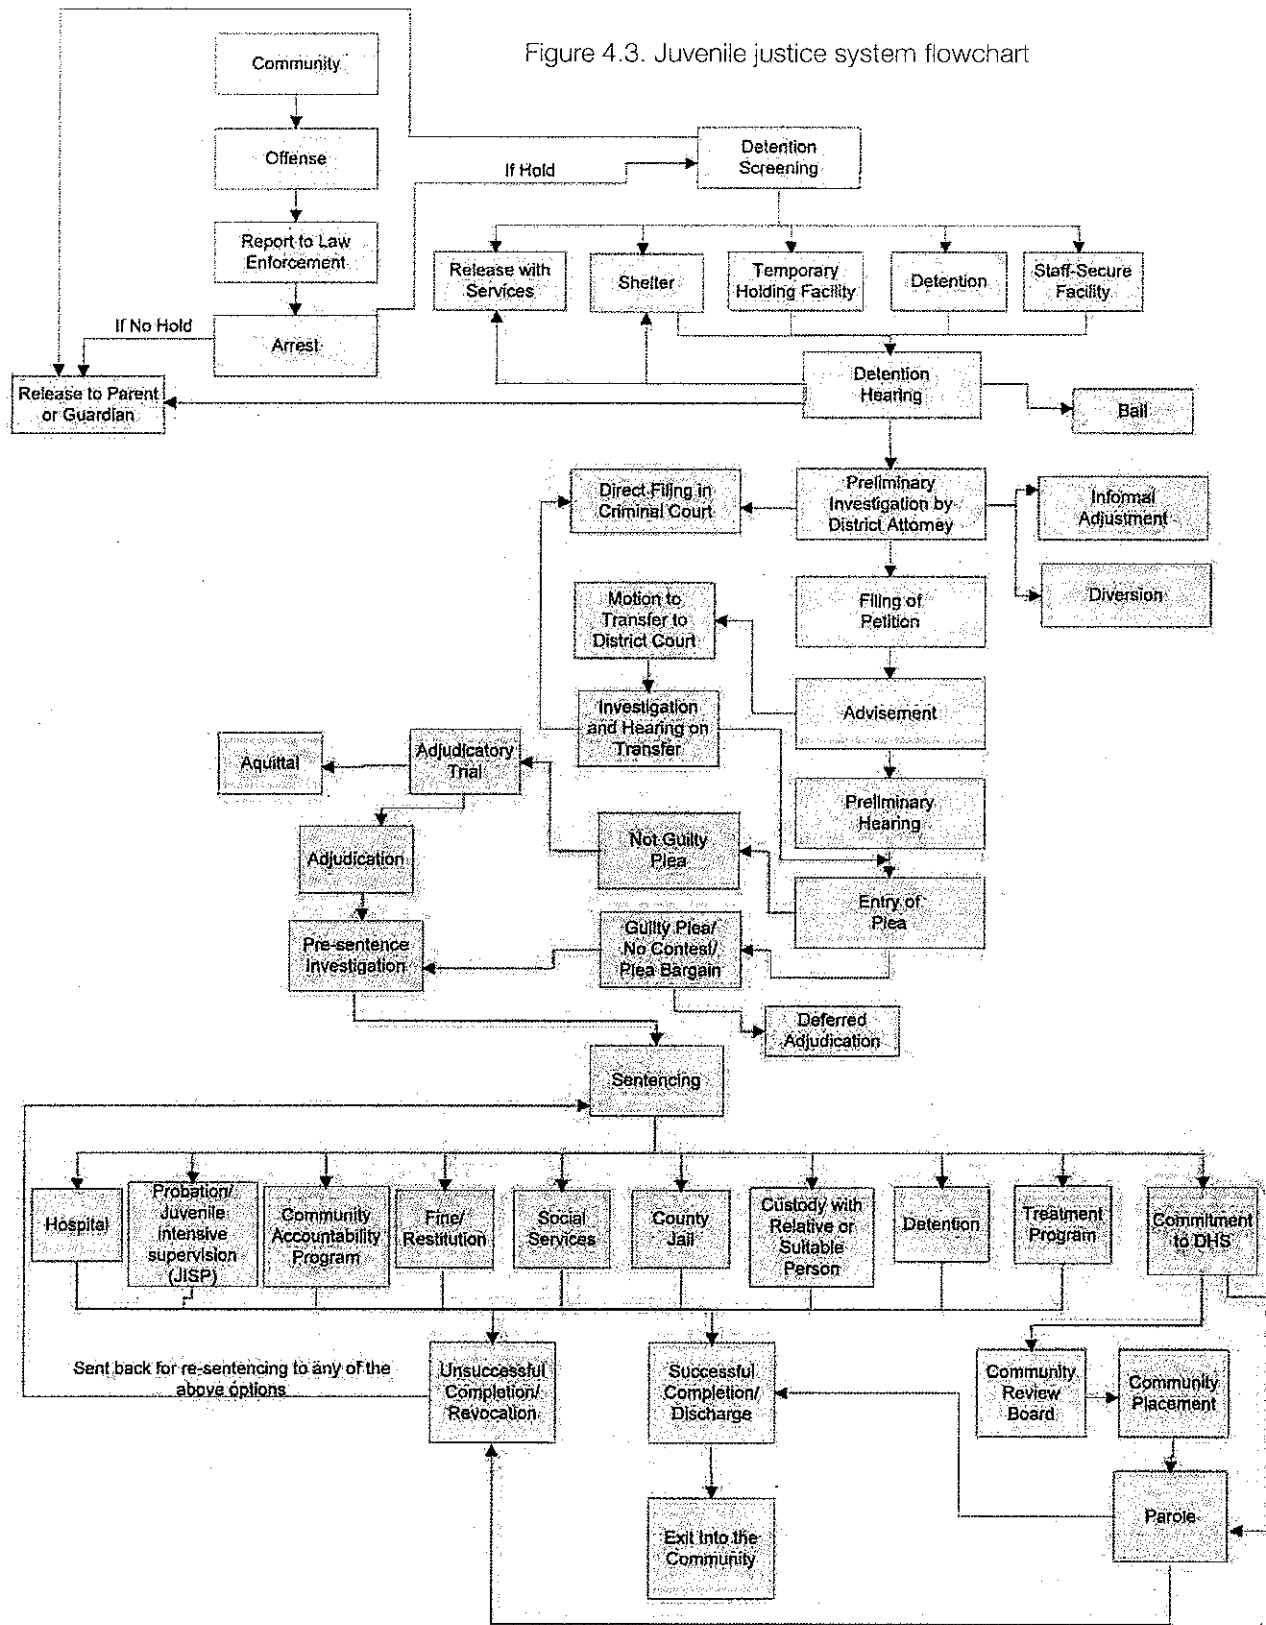 Figure 4.3. Juvenile justice system flowchart
Community
Offense
Report to Law
Enforcement
Arrest
If Hold
If No Hold
Release to Parent
or Guardian
Detention
Screening
Release with
Services
Shelter
Temporary
Holding Facility
Detention
Staff-Secure
Facility
Detention
Hearing
Bail
Direct Filing in
Criminal Court
Preliminary
Investigation by
District Attorney
Informal
Adjustment
Diversion
Motion to
Transfer to
District Court
Filing of
Petition
Investigation
and Hearing on
Transfer
Advisement
Aquittal
Adjudicatory
Trial
Preliminary
Hearing
Adjudication
Not Guilty
Plea
Entry of
Plea
Pre-sentence
Investigation
Guilty Plea/
No Contest/
Plea Bargain
Deferred
Adjudication
Sentencing
Hospital
Probation/
Juvenile
intensive
supervision
(JISP)
Community
Accountability
Program
Fine/
Restitution
Social
Services
County
Jail
Custody with
Relative or
Suitable
Person
Detention
Treatment
Program
Commitment
to DHS
Sent back for re-sentencing to any of the
above options
Unsuccessful
Completion/
Revocation
Successful
Completion/
Discharge
Community
Review
Board
Community
Placement
Exit Into the
Community
Parole